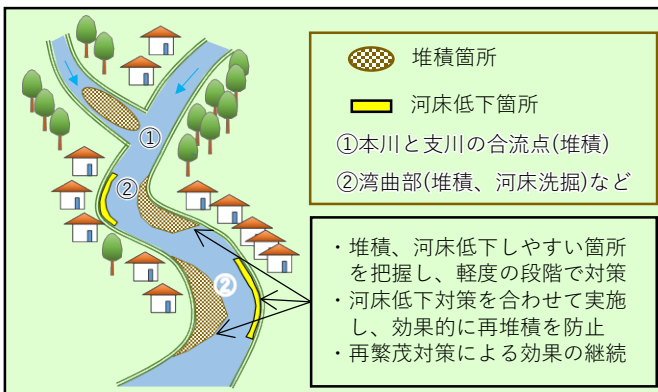 堆積箇所
河床低下箇所
①本川と支川の合流点(堆積)
②湾曲部(堆積、河床洗掘)など
①
②
②
・堆積、河床低下しやすい箇所
を把握し、軽度の段階で対策
・河床低下対策を合わせて実施
し、効果的に再堆積を防止
・再繁茂対策による効果の継続